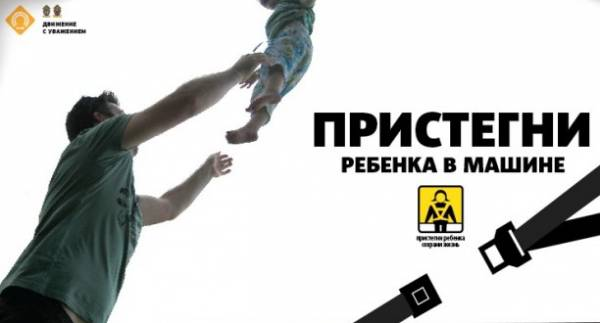 ДВИЖЕНИЕ
С УВАЖЕНИЕМ
ПРИСТЕГНИ
РЕБЕНКА В МАШИНЕ
пристегни ребенка
сохрани жизнь